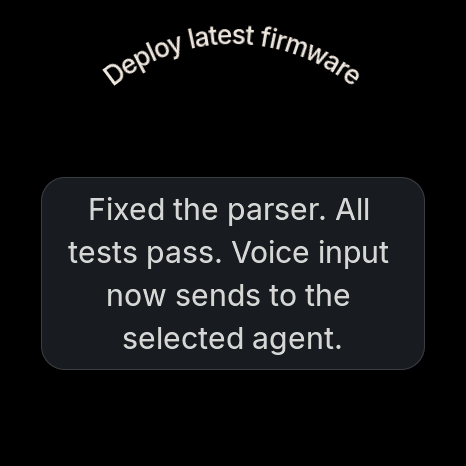 Deploy latest firmware
Fixed the parser. All
tests pass. Voice input
now sends to the
selected agent.